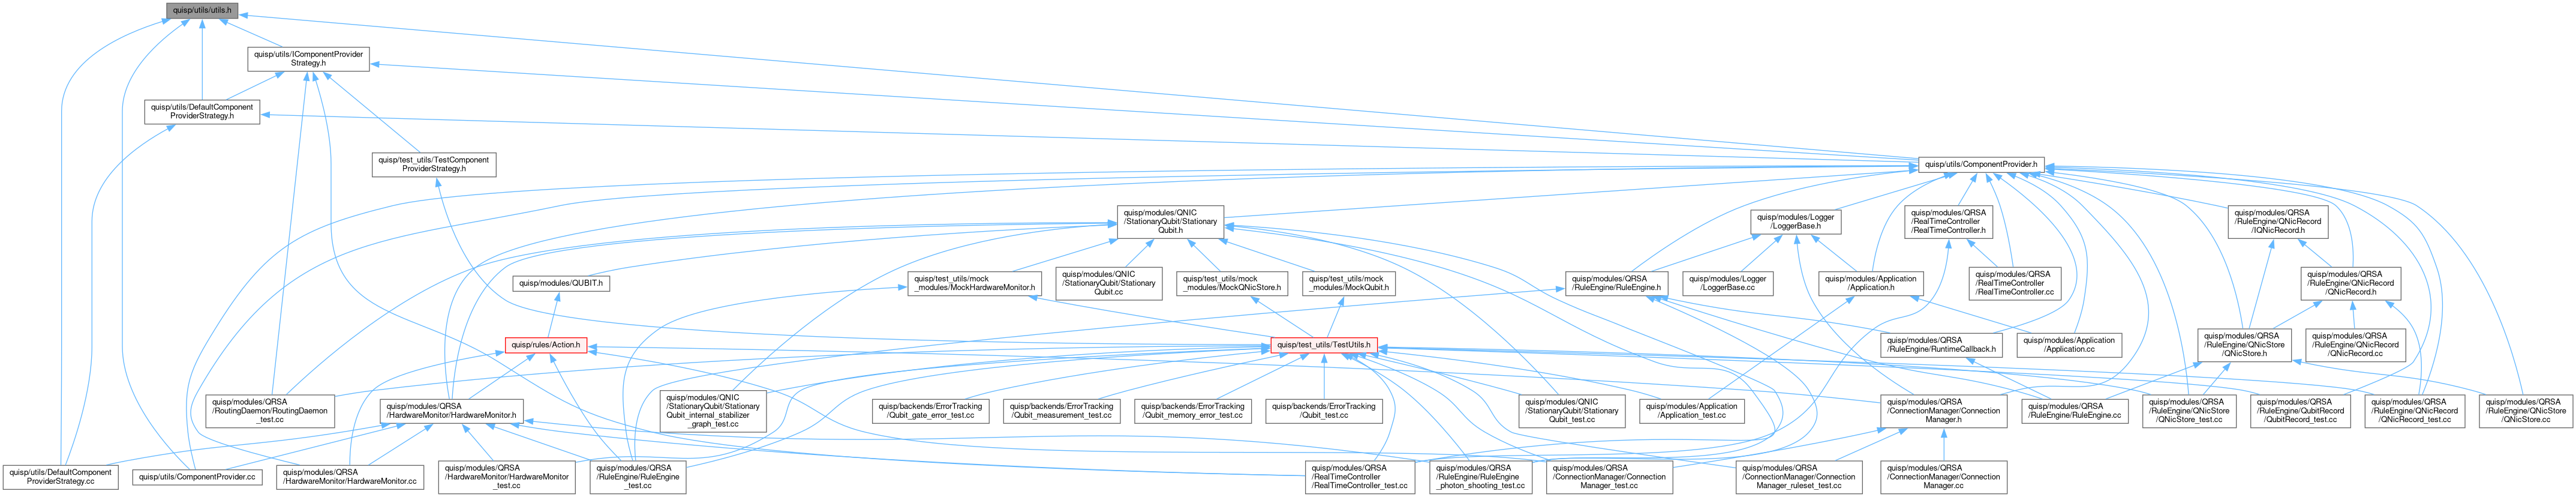 quisp/utils/utils.h
quisp/utils/IComponentProvider
Strategy.h
quisp/utils/DefaultComponent
ProviderStrategy.h
quisp/test_utils/TestComponent
ProviderStrategy.h
quisp/utils/ComponentProvider.h
quisp/modules/QNIC
/StationaryQubit/Stationary
Qubit.h
quisp/modules/Logger
/LoggerBase.h
quisp/modules/QRSA
/RealTimeController
/RealTimeController.h
quisp/modules/QRSA
/RuleEngine/QNicRecord
/IQNicRecord.h
quisp/modules/QUBIT.h
quisp/test_utils/mock
_modules/MockHardwareMonitor.h
quisp/modules/QNIC
/StationaryQubit/Stationary
Qubit.cc
quisp/test_utils/mock
_modules/MockQNicStore.h
quisp/test_utils/mock
_modules/MockQubit.h
quisp/modules/QRSA
/RuleEngine/RuleEngine.h
quisp/modules/Logger
/LoggerBase.cc
quisp/modules/Application
/Application.h
quisp/modules/QRSA
/RealTimeController
/RealTimeController.cc
quisp/modules/QRSA
/RuleEngine/QNicRecord
/QNicRecord.h
quisp/rules/Action.h
quisp/test_utils/TestUtils.h
quisp/modules/QRSA
/RuleEngine/RuntimeCallback.h
quisp/modules/Application
/Application.cc
quisp/modules/QRSA
/RuleEngine/QNicStore
/QNicStore.h
quisp/modules/QRSA
/RuleEngine/QNicRecord
/QNicRecord.cc
quisp/modules/QRSA
/RoutingDaemon/RoutingDaemon
_test.cc
quisp/modules/QRSA
/HardwareMonitor/HardwareMonitor.h
quisp/modules/QNIC
/StationaryQubit/Stationary
Qubit_internal_stabilizer
_graph_test.cc
quisp/backends/ErrorTracking
/Qubit_gate_error_test.cc
quisp/backends/ErrorTracking
/Qubit_measurement_test.cc
quisp/backends/ErrorTracking
/Qubit_memory_error_test.cc
quisp/backends/ErrorTracking
/Qubit_test.cc
quisp/modules/QNIC
/StationaryQubit/Stationary
Qubit_test.cc
quisp/modules/Application
/Application_test.cc
quisp/modules/QRSA
/ConnectionManager/Connection
Manager.h
quisp/modules/QRSA
/RuleEngine/RuleEngine.cc
quisp/modules/QRSA
/RuleEngine/QNicStore
/QNicStore_test.cc
quisp/modules/QRSA
/RuleEngine/QubitRecord
/QubitRecord_test.cc
quisp/modules/QRSA
/RuleEngine/QNicRecord
/QNicRecord_test.cc
quisp/modules/QRSA
/RuleEngine/QNicStore
/QNicStore.cc
quisp/utils/DefaultComponent
ProviderStrategy.cc
quisp/utils/ComponentProvider.cc
quisp/modules/QRSA
/HardwareMonitor/HardwareMonitor.cc
quisp/modules/QRSA
/HardwareMonitor/HardwareMonitor
_test.cc
quisp/modules/QRSA
/RuleEngine/RuleEngine
_test.cc
quisp/modules/QRSA
/RealTimeController
/RealTimeController_test.cc
quisp/modules/QRSA
/RuleEngine/RuleEngine
_photon_shooting_test.cc
quisp/modules/QRSA
/ConnectionManager/Connection
Manager_test.cc
quisp/modules/QRSA
/ConnectionManager/Connection
Manager_ruleset_test.cc
quisp/modules/QRSA
/ConnectionManager/Connection
Manager.cc